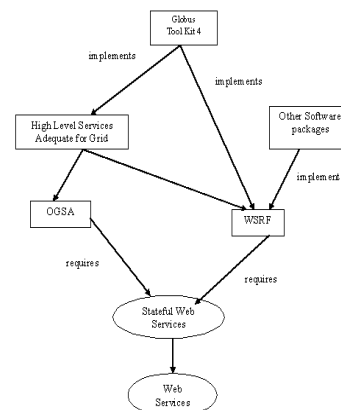 Globus
Tool Kit 4
implements
implements
Other Software
packages
High Level Services
Adequate for Grid
implement
OGSA
WSRF
requires
requires
Stateful Web
Services
Web
Services